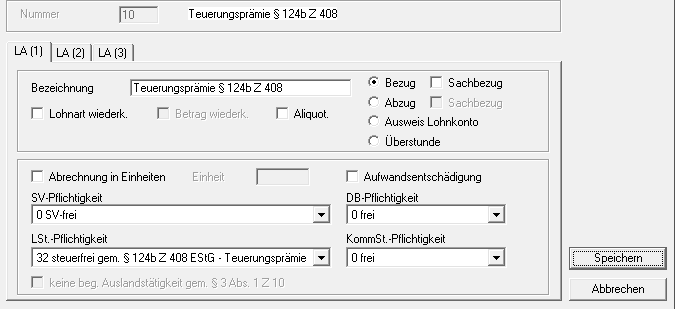 Nummer 10 Teuerungsprämie § 124b Z 408
LA (1) LA (2) LA (3)
Bezeichnung Teuerungsprämie § 124b Z 408
Bezug Sachbezug
Lohnart wiederk. Betrag wiederk. Aliquot.
Abzug Sachbezug
Ausweis Lohnkonto
Überstunde
Abrechnung in Einheiten Einheit Aufwandsentschädigung
SV-Pflichtigkeit DB-Pflichtigkeit
0 SV-frei 0 frei
LSt.-Pflichtigkeit KommSt.-Pflichtigkeit
32 steuerfrei gem. § 124b Z 408 EStG - Teuerungsprämie 0 frei
Speichern
keine beg. Auslandstätigkeit gem. § 3 Abs. 1 Z 10
Abbrechen